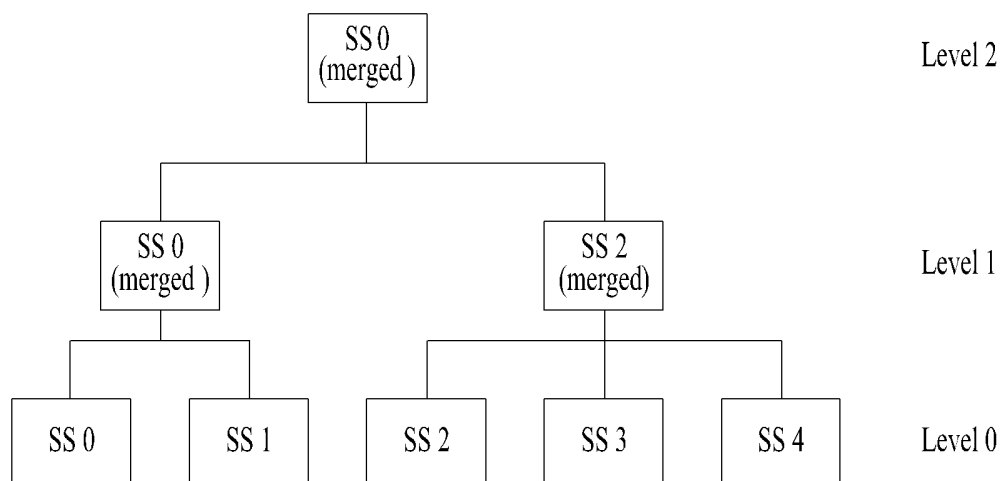 SS 0
(merged )
Level 2
SS 0
(merged )
SS 2
(merged)
Level 1
SS 0
SS 1
SS 2
SS 3
SS 4
Level 0